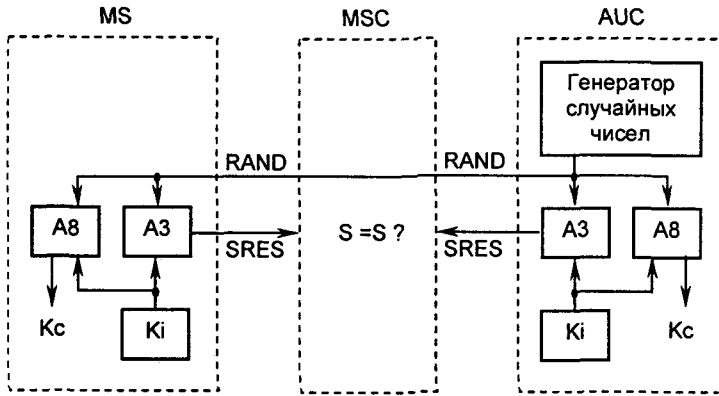 MS
MSC
AUC
Генератор
случайных
чисел
RAND
RAND
A8
A3
SRES
S =S ?
SRES
A3
A8
Kc
Ki
Ki
Kc